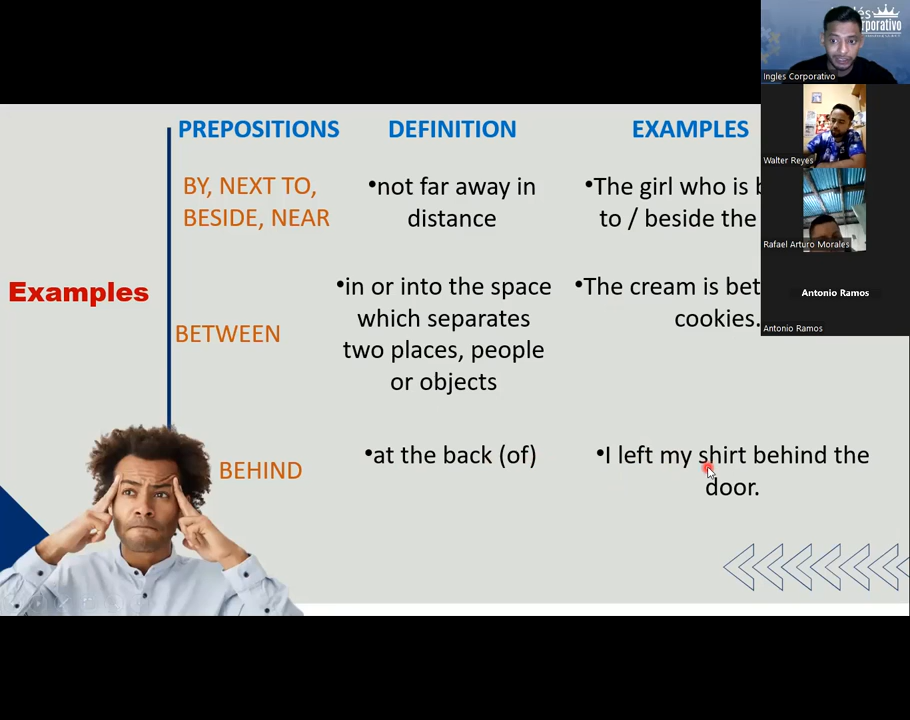 PREPOSITIONS DEFINITION EXAMPLES
BY, NEXT TO,
BESIDE, NEAR
•not far away in
distance
•The girl who is
to / beside the
Examples
BETWEEN
•in or into the space
which separates
two places, people
or objects
•The cream is
cookies.
BEHIND
•at the back (of)
•I left my shirt behind the
door.
Ingles Corporativo
Walter Reyes
Rafael Arturo Morales
Antonio Ramos
Antonio Ramos